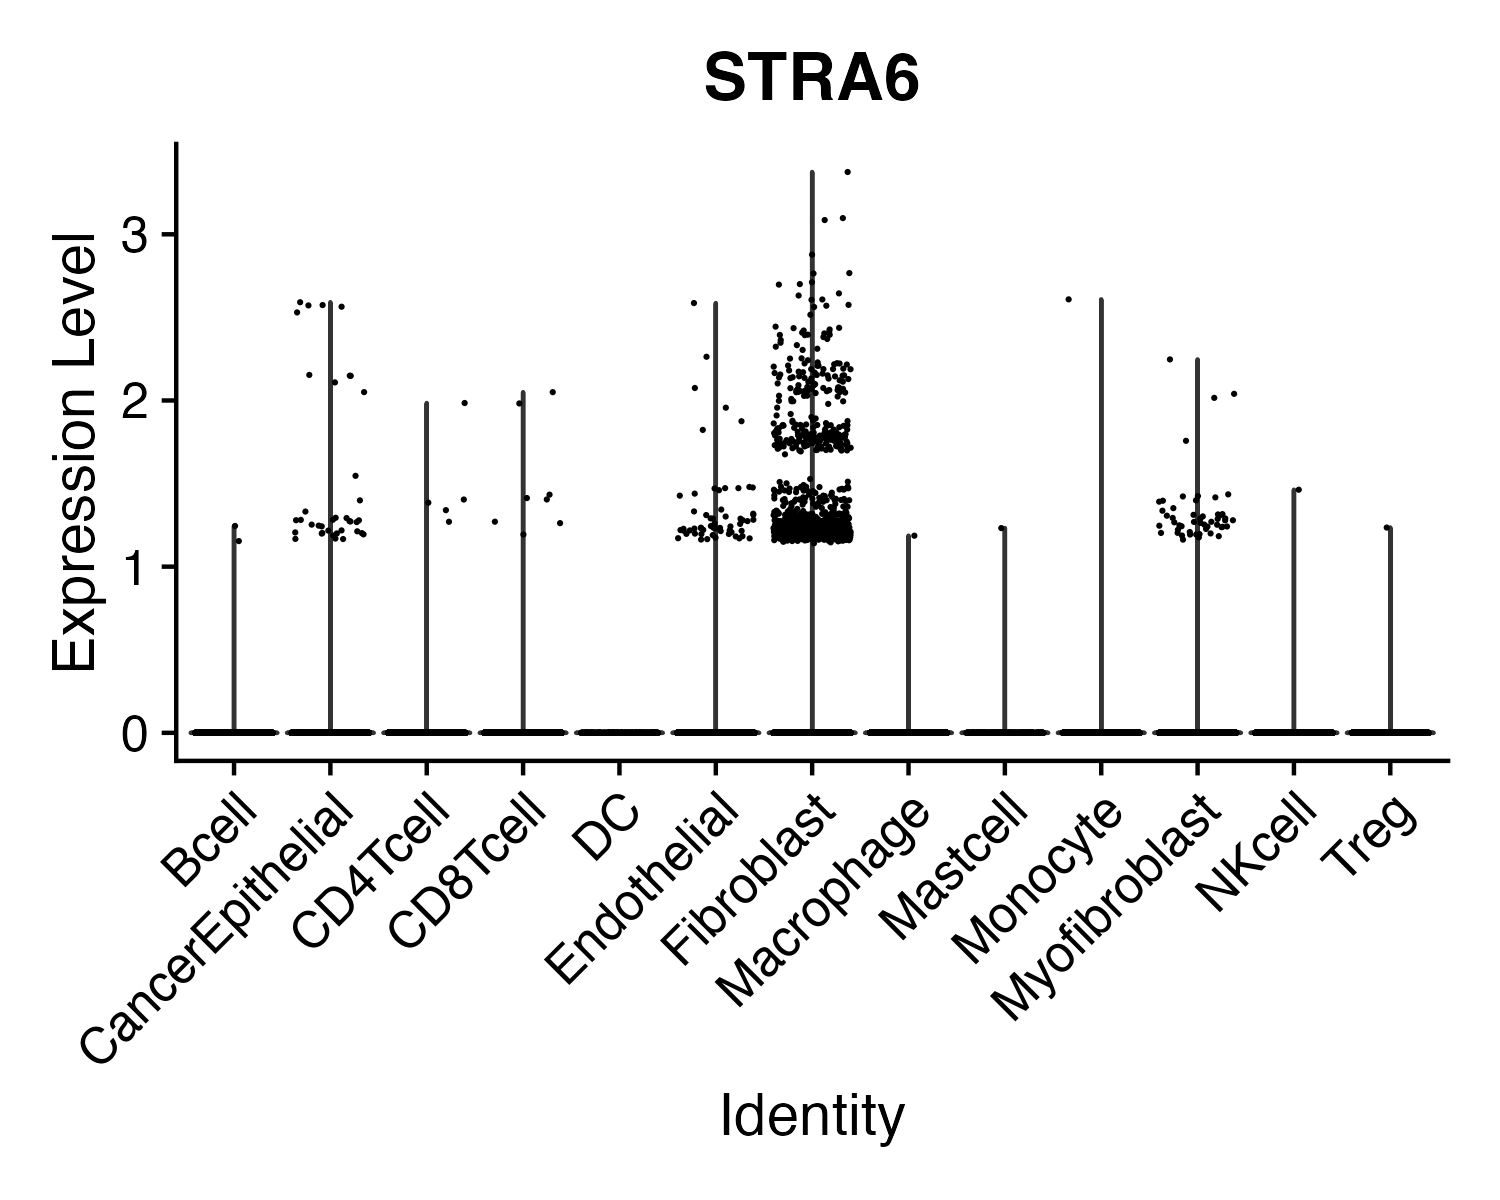 STRA6
Expression Level
3
2
1
0
Bcell
CancerEpithelial
CD4Tcell
CD8Tcell
DC
Endothelial
Fibroblast
Macrophage
Mastcell
Monocyte
Myofibroblast
NKcell
Treg
Identity